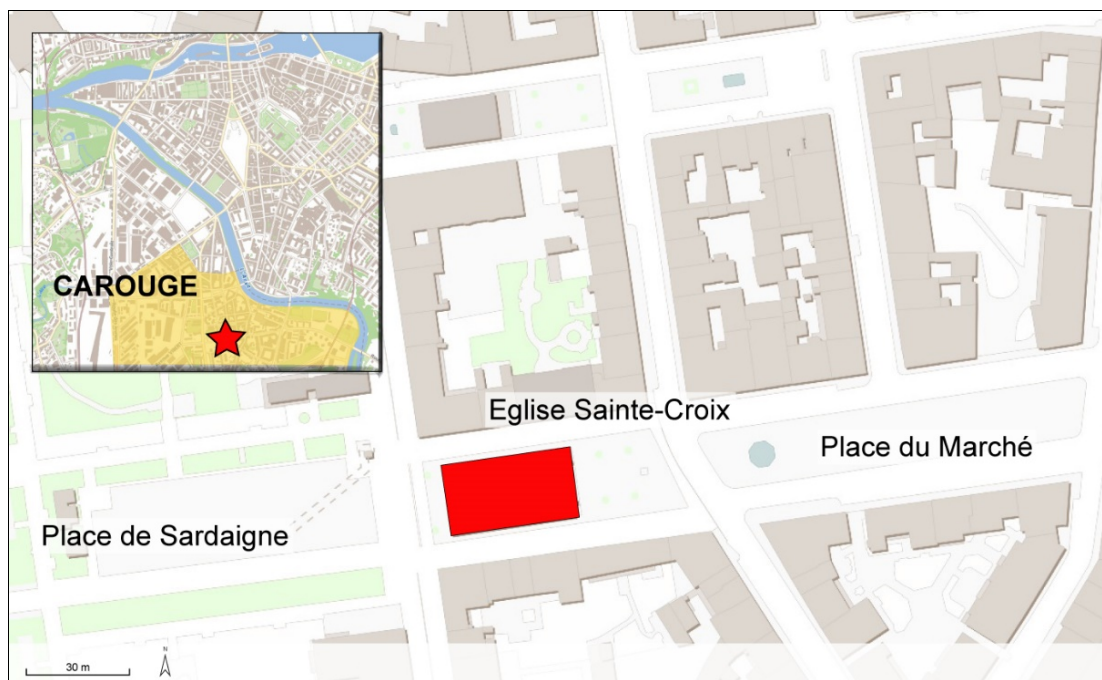 CAROUGE
Eglise Sainte-Croix
Place du Marché
Place de Sardaigne
30 m
N